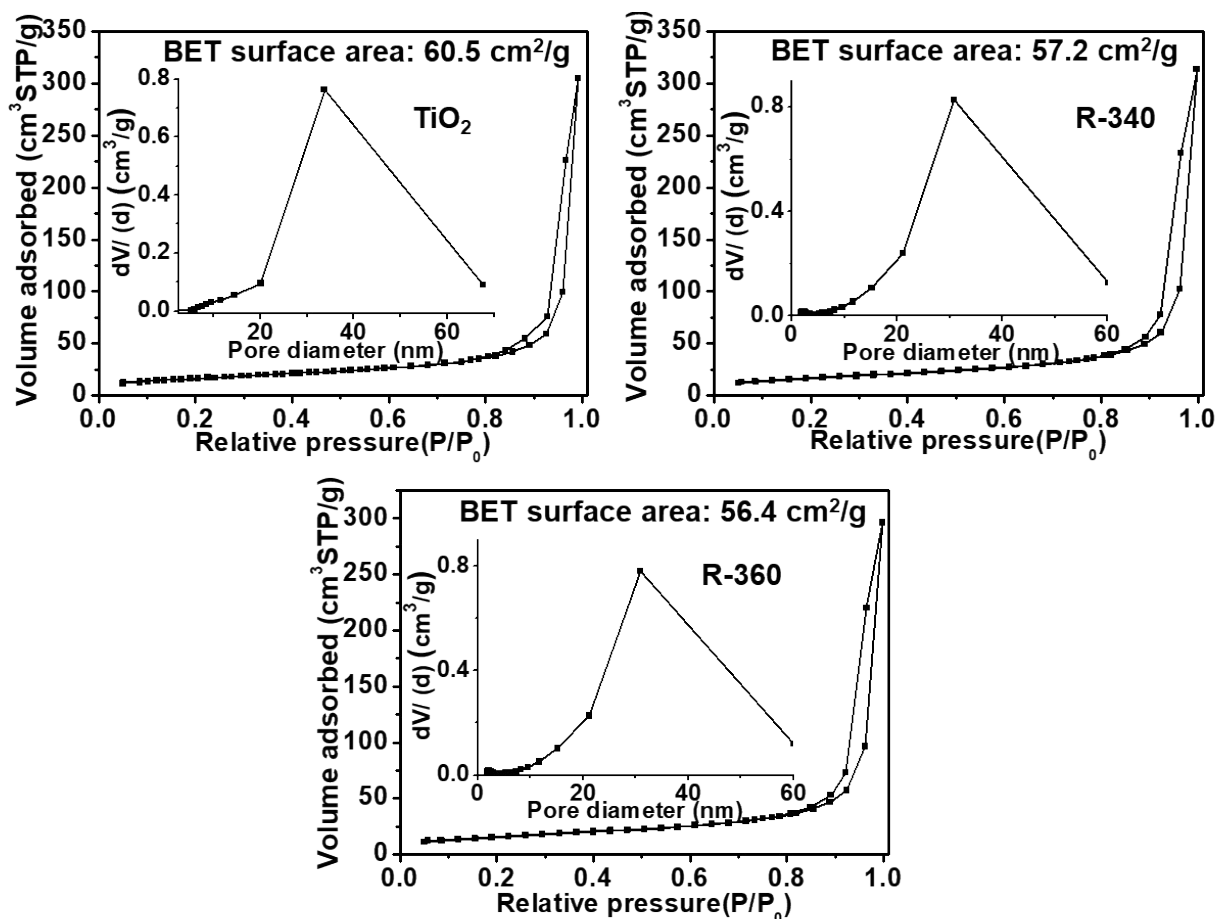 BET surface area: 60.5 cm²/g
TiO₂
Volume adsorbed (cm³STP/g)
350
300
250
200
150
100
50
0
0.0 0.2 0.4 0.6 0.8 1.0
Relative pressure(P/P₀)
dV/ (d) (cm³/g)
0.8
0.6
0.4
0.2
0.0
20 40 60
Pore diameter (nm)
BET surface area: 57.2 cm²/g
R-340
Volume adsorbed (cm³STP/g)
350
300
250
200
150
100
50
0
0.0 0.2 0.4 0.6 0.8 1.0
Relative pressure(P/P₀)
dV/ (d) (cm³/g)
0.8
0.4
0.0
0 20 40 60
Pore diameter (nm)
BET surface area: 56.4 cm²/g
R-360
Volume adsorbed (cm³STP/g)
300
250
200
150
100
50
0
0.0 0.2 0.4 0.6 0.8 1.0
Relative pressure(P/P₀)
dV/ (d) (cm³/g)
0.8
0.4
0.0
0 20 40 60
Pore diameter (nm)